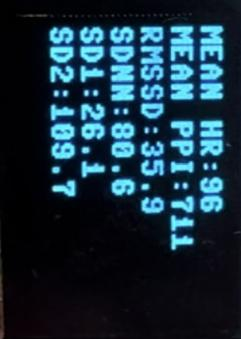 MEAN HR:96
MEAN PPI:711
RMSSD:35.9
SDNN:80.6
SD1:26.1
SD2:109.7